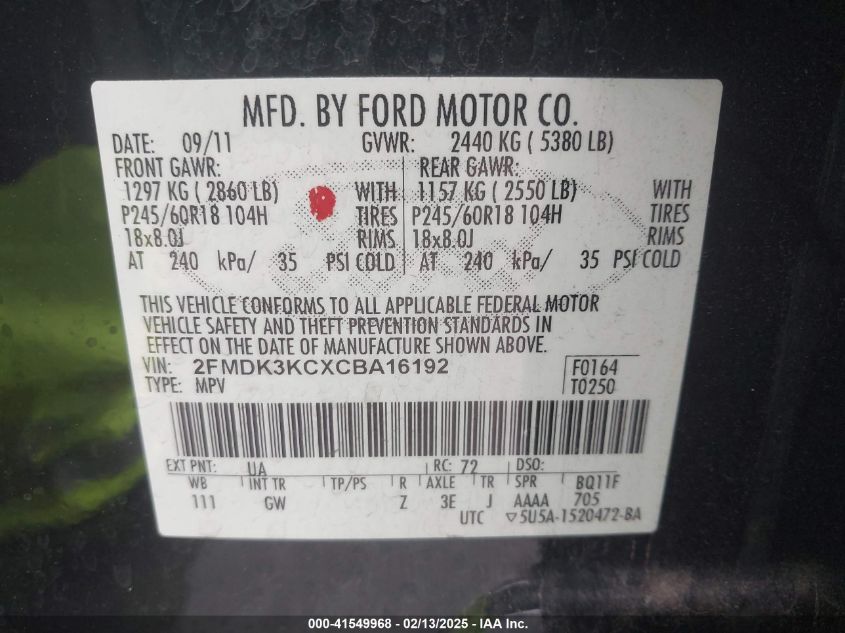 MFD. BY FORD MOTOR CO.
DATE: 09/11 GVWR: 2440 KG ( 5380 LB)
FRONT GAWR: REAR GAWR:
1297 KG ( 2860 LB) WITH 1157 KG ( 2550 LB) WITH
P245/60R18 104H TIRES P245/60R18 104H TIRES
18x8.0J RIMS 18x8.0J RIMS
AT 240 kPa/ 35 PSI COLD AT 240 kPa/ 35 PSI COLD
THIS VEHICLE CONFORMS TO ALL APPLICABLE FEDERAL MOTOR
VEHICLE SAFETY AND THEFT PREVENTION STANDARDS IN
EFFECT ON THE DATE OF MANUFACTURE SHOWN ABOVE.
VIN: 2FMDK3KCXCBA16192 F0164
TYPE: MPV T0250
EXT PNT: UA RC: 72 DSO:
WB INT TR TP/PS R AXLE TR SPR BQ11F
111 GW Z 3E J AAAA 705
UTC ▽5U5A-1520472-BA
000-41549968 - 02/13/2025 - IAA Inc.